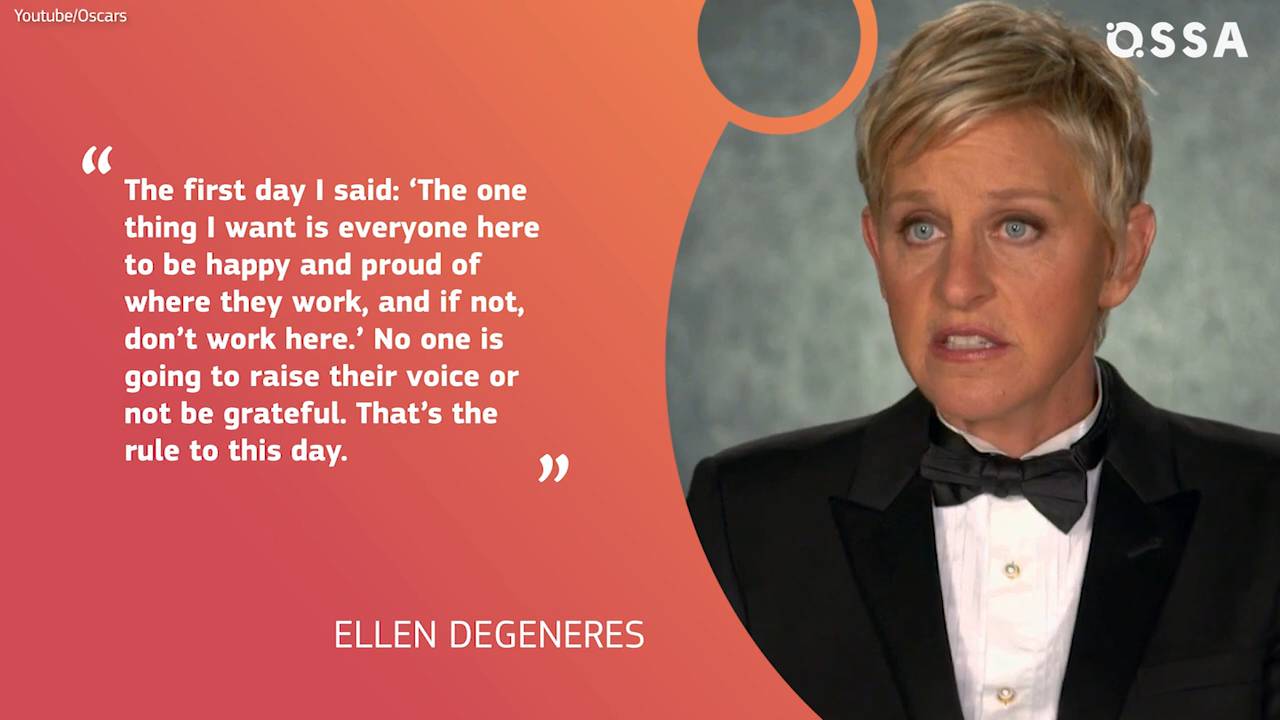 Youtube/Oscars
QSSA
“
The first day I said: ‘The one
thing I want is everyone here
to be happy and proud of
where they work, and if not,
don’t work here.’ No one is
going to raise their voice or
not be grateful. That’s the
rule to this day.
”
ELLEN DEGENERES